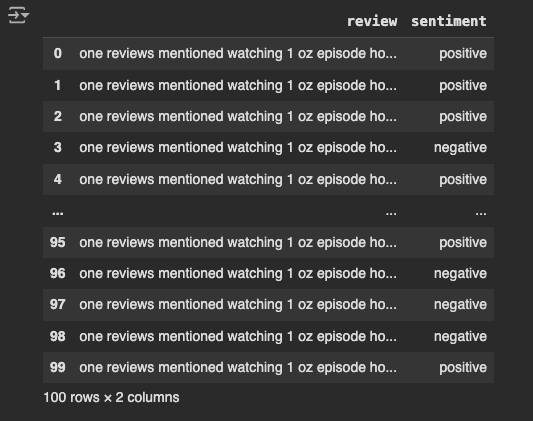 review sentiment
0 one reviews mentioned watching 1 oz episode ho... positive
1 one reviews mentioned watching 1 oz episode ho... positive
2 one reviews mentioned watching 1 oz episode ho... positive
3 one reviews mentioned watching 1 oz episode ho... negative
4 one reviews mentioned watching 1 oz episode ho... positive
... ... ...
95 one reviews mentioned watching 1 oz episode ho... positive
96 one reviews mentioned watching 1 oz episode ho... negative
97 one reviews mentioned watching 1 oz episode ho... negative
98 one reviews mentioned watching 1 oz episode ho... negative
99 one reviews mentioned watching 1 oz episode ho... positive
100 rows × 2 columns